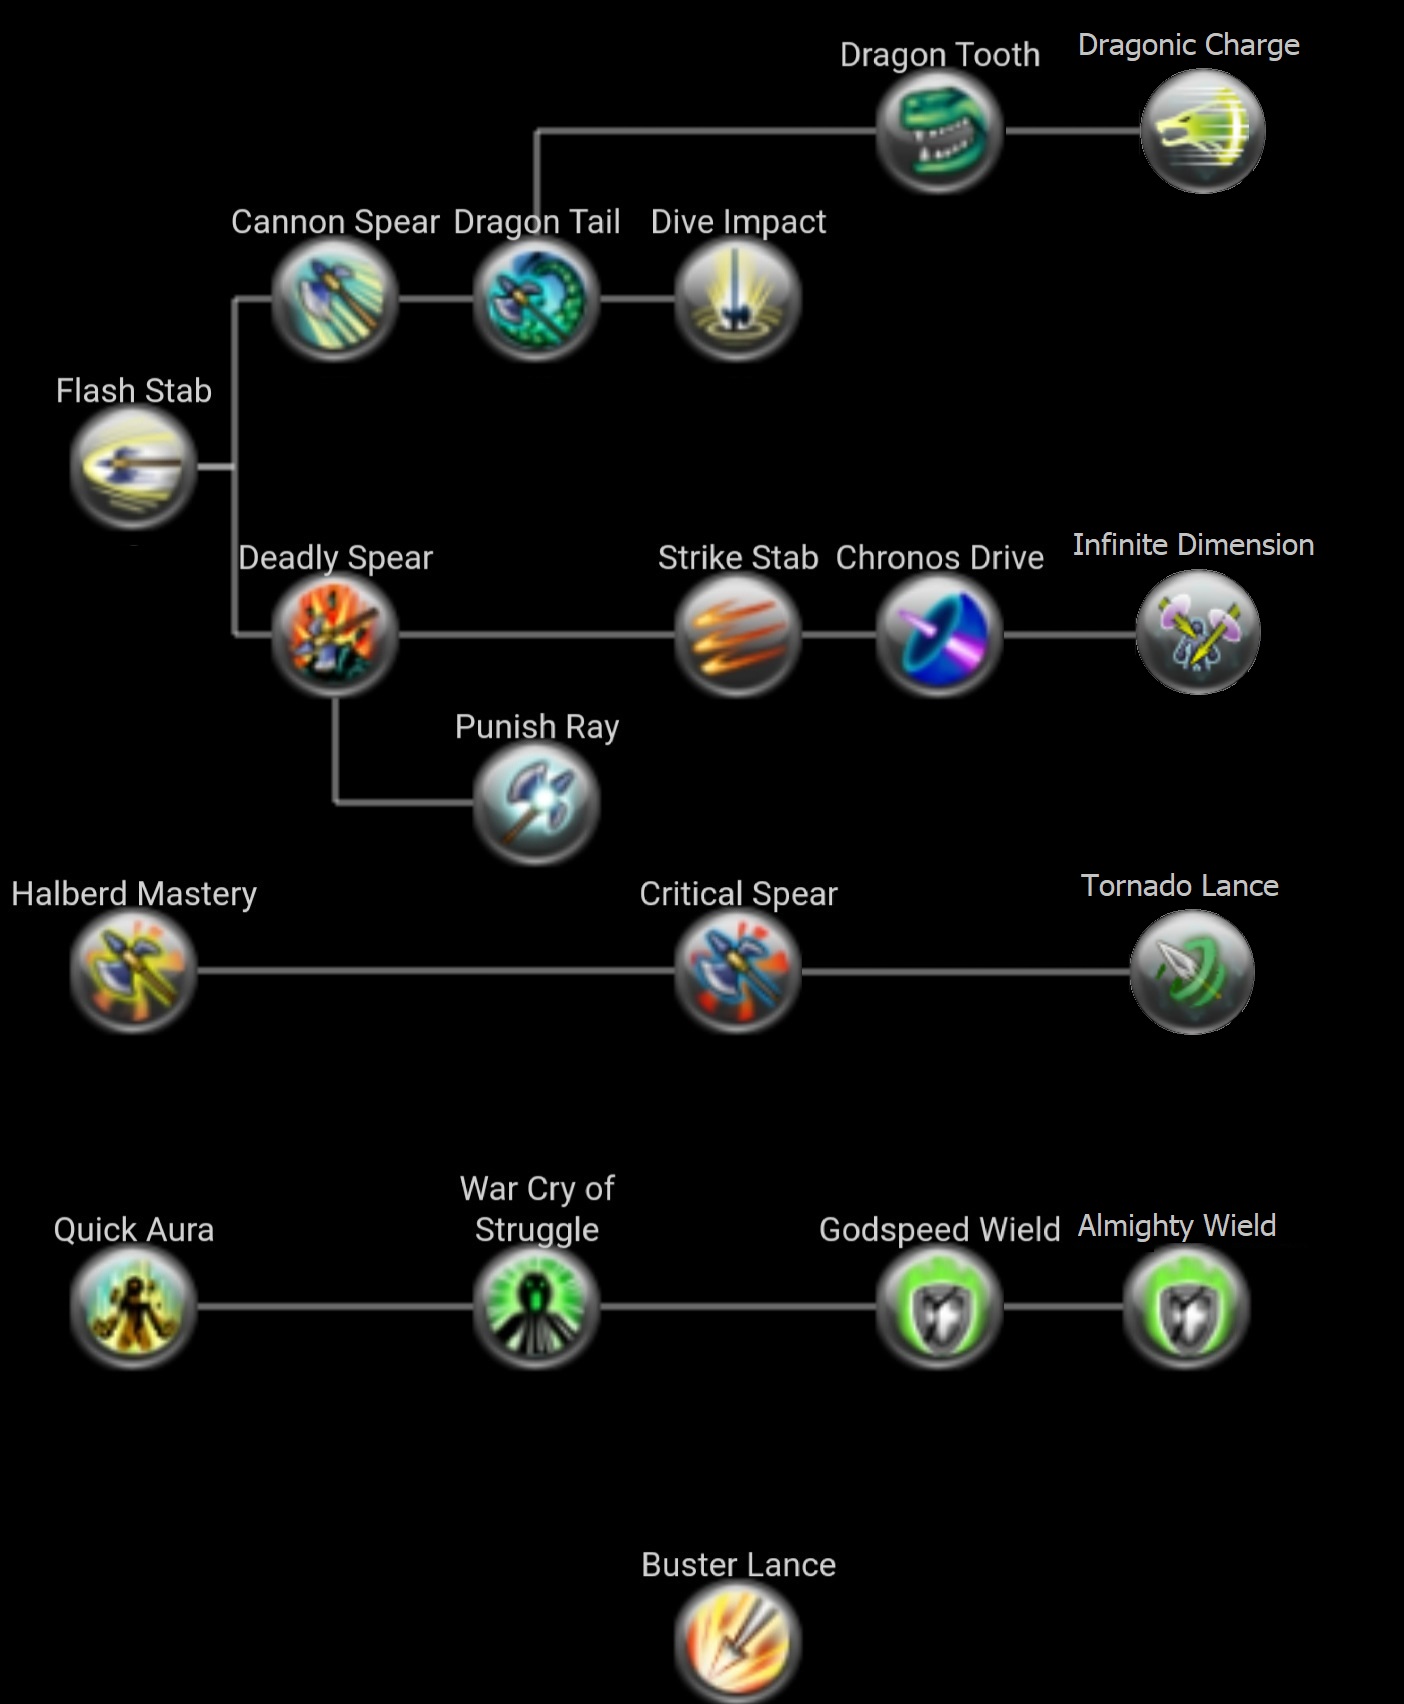 Dragon Tooth
Dragonic Charge
Cannon Spear
Dragon Tail
Dive Impact
Flash Stab
Deadly Spear
Strike Stab
Chronos Drive
Infinite Dimension
Punish Ray
Halberd Mastery
Critical Spear
Tornado Lance
War Cry of
Struggle
Quick Aura
Godspeed Wield
Almighty Wield
Buster Lance